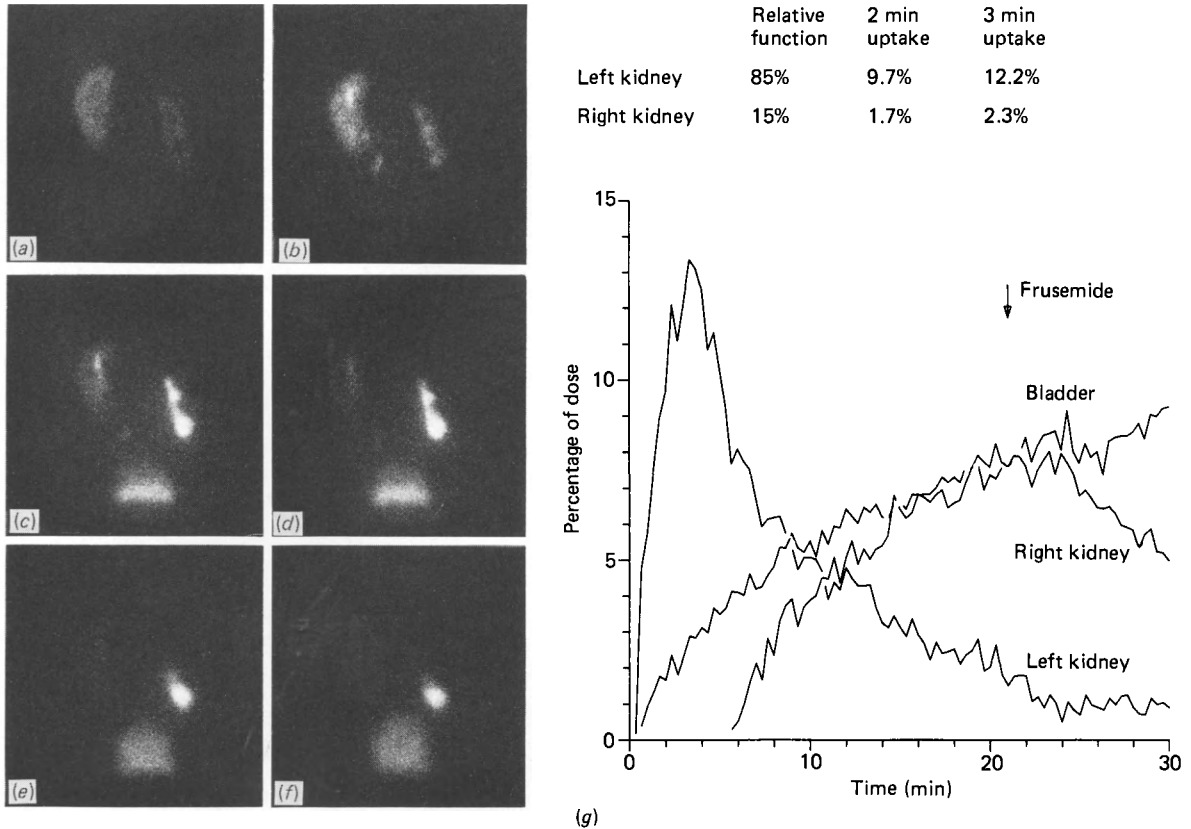 Relative 2 min 3 min
function uptake uptake
Left kidney 85% 9.7% 12.2%
Right kidney 15% 1.7% 2.3%
(a)
(b)
(c)
(d)
(e)
(f)
15
10
5
0
Percentage of dose
Frusemide
Bladder
Right kidney
Left kidney
0 10 20 30
Time (min)
(g)